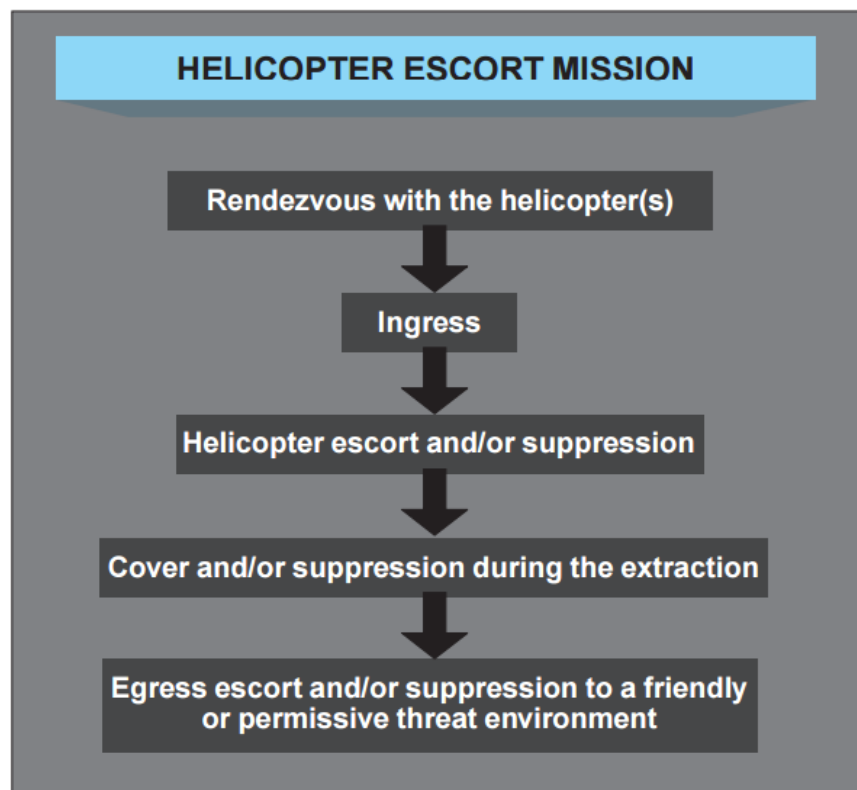 HELICOPTER ESCORT MISSION
Rendezvous with the helicopter(s)
Ingress
Helicopter escort and/or suppression
Cover and/or suppression during the extraction
Egress escort and/or suppression to a friendly
or permissive threat environment